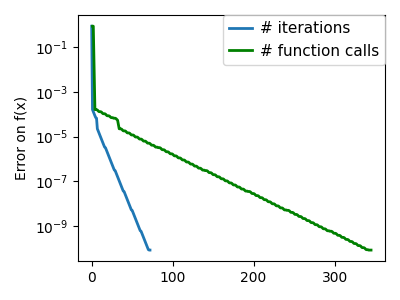 # iterations
# function calls
10⁻¹
10⁻³
10⁻⁵
10⁻⁷
10⁻⁹
Error on f(x)
0 100 200 300